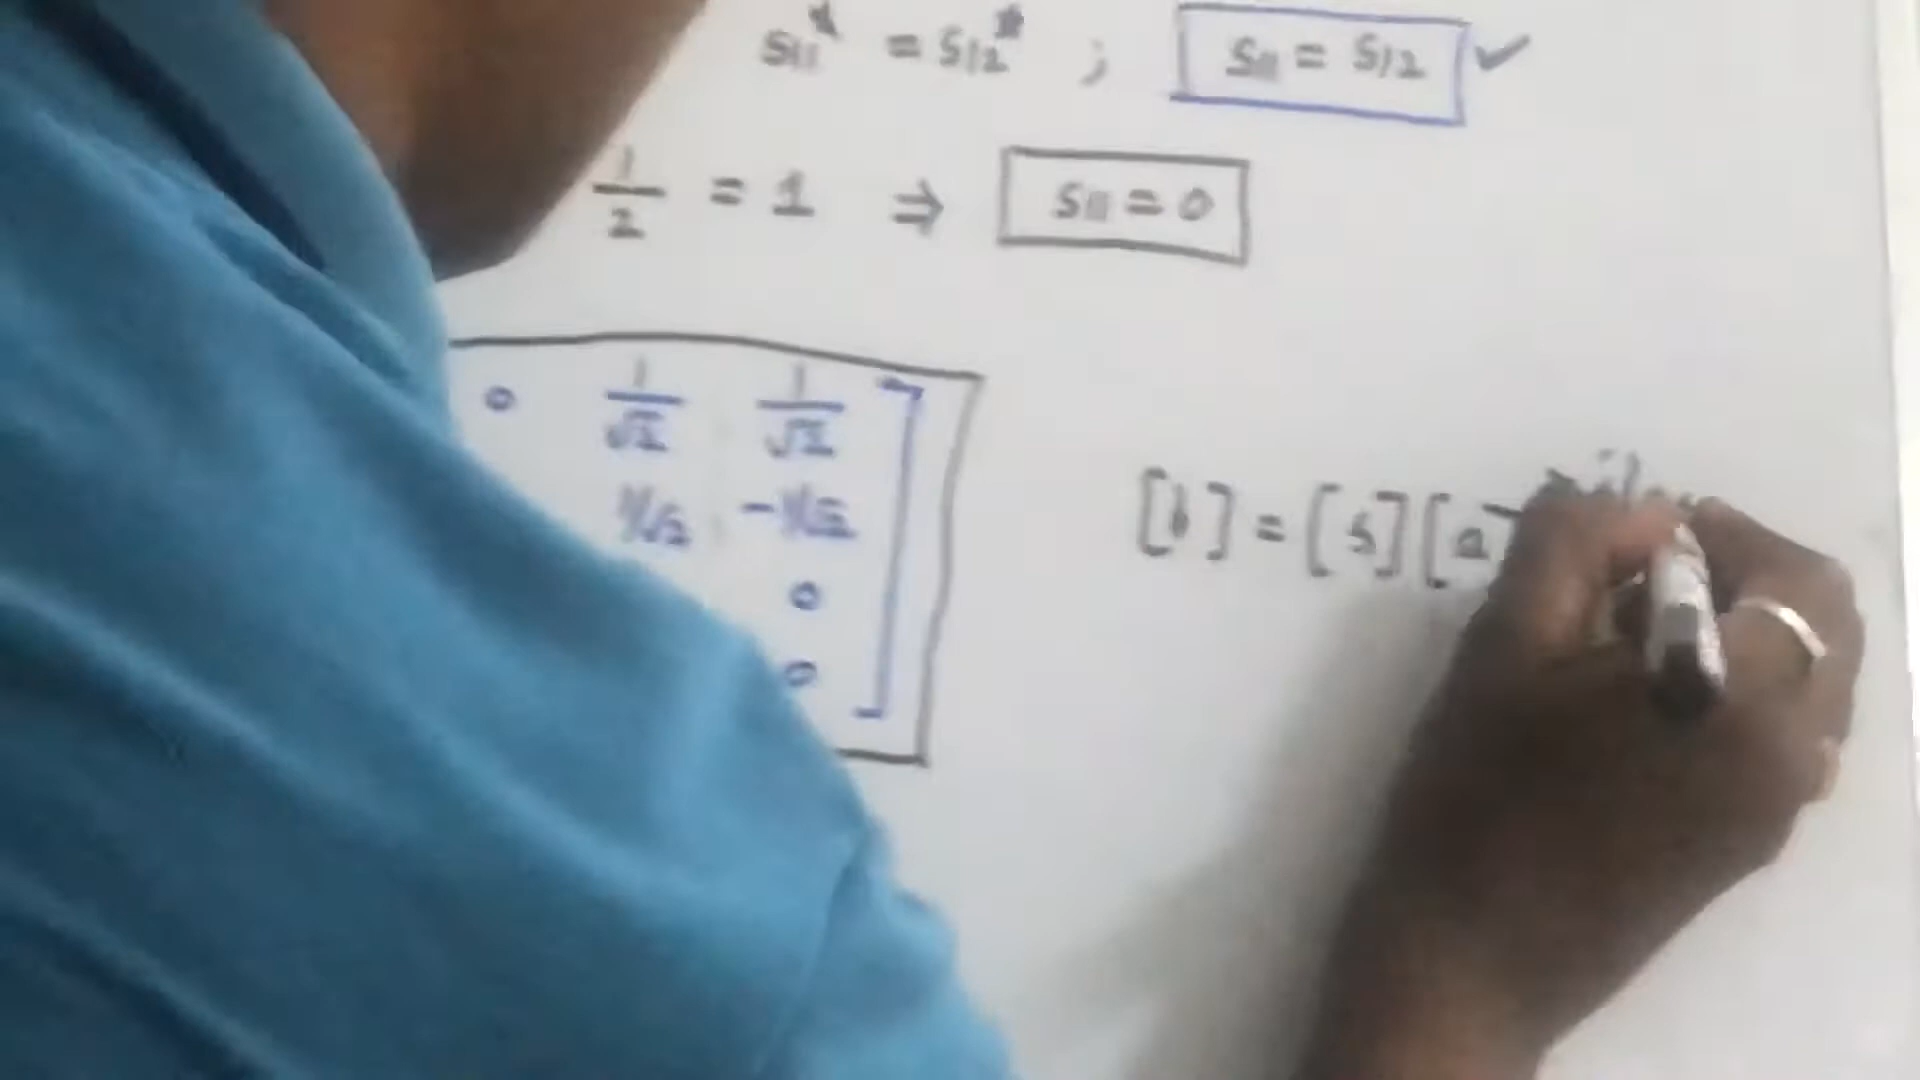 S11* = S12* ; S11 = S12 ✓
1/2 = 1 ⇒ S11 = 0
0 1/√2 1/√2
1/√2 -1/√2
0
0
[b] = [s][a]